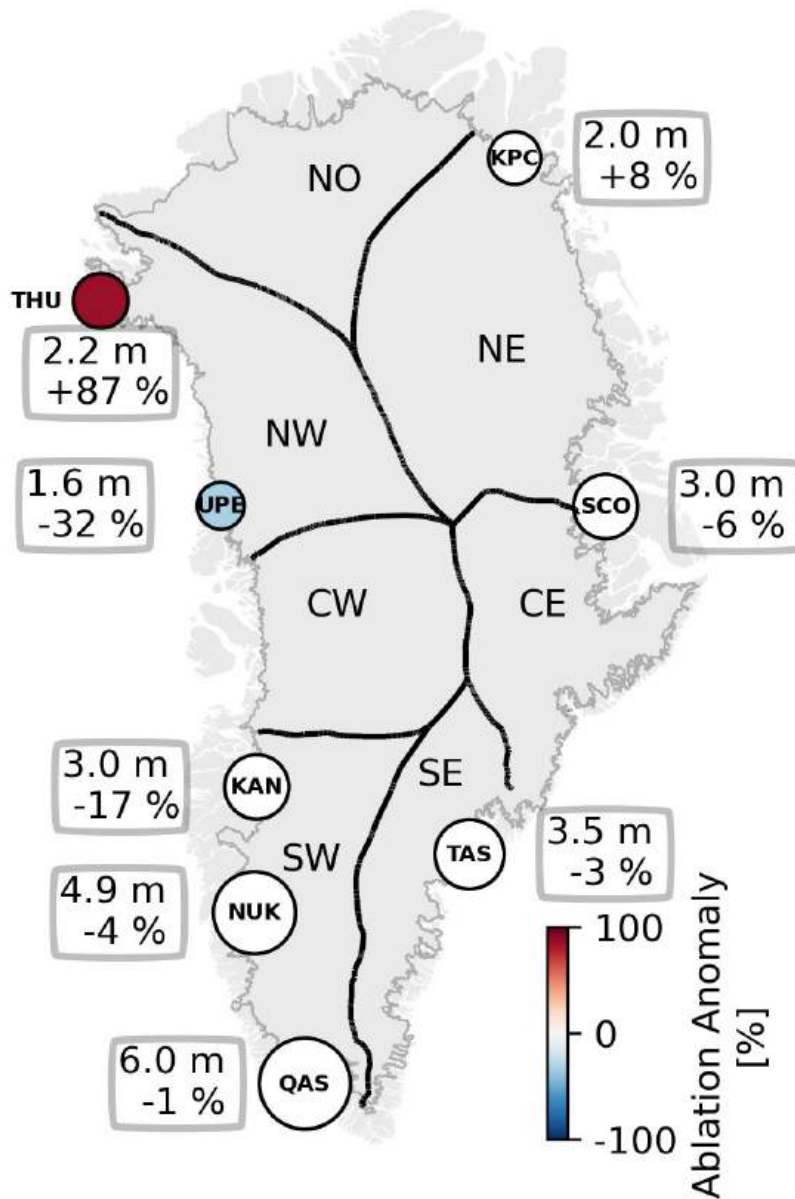 NO
KPC
2.0 m
+8 %
THU
2.2 m
+87 %
NE
NW
1.6 m
-32 %
UPE
SCO
3.0 m
-6 %
CW
CE
3.0 m
-17 %
KAN
SE
SW
TAS
3.5 m
-3 %
4.9 m
-4 %
NUK
6.0 m
-1 %
QAS
100
0
-100
Ablation Anomaly
[%]